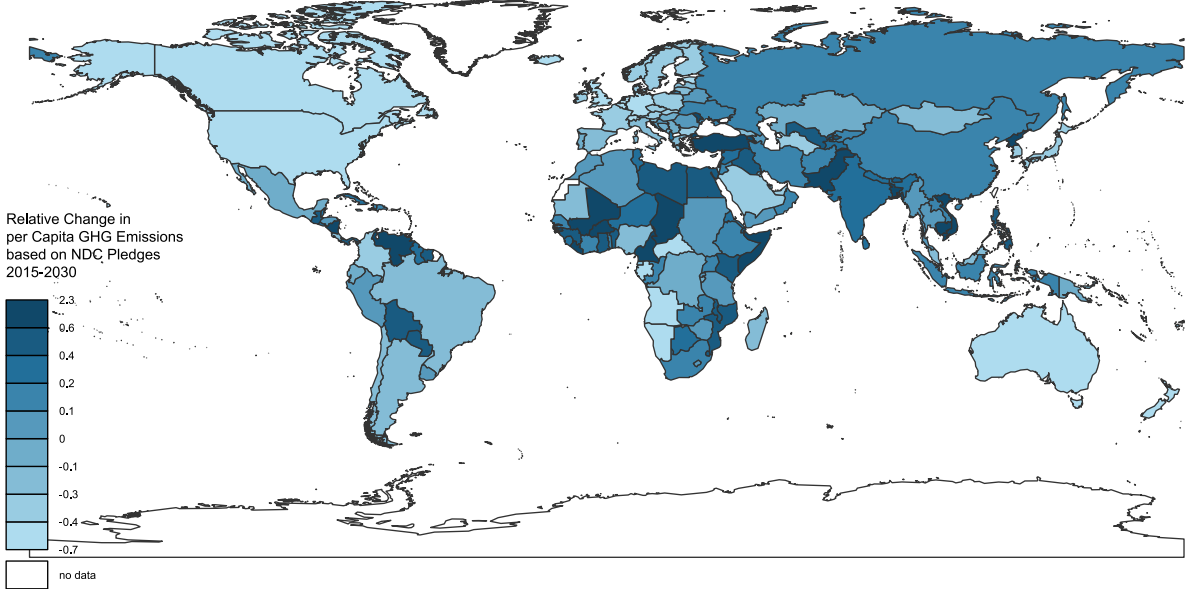 Relative Change in
per Capita GHG Emissions
based on NDC Pledges
2015-2030
2.3
0.6
0.4
0.2
0.1
0
-0.1
-0.3
-0.4
-0.7
no data